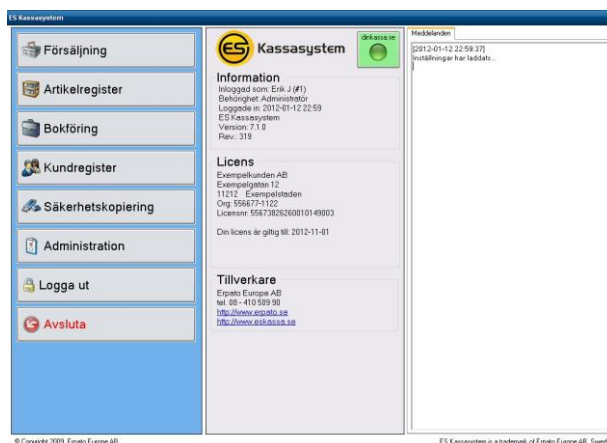 ES Kassasystem
Försäljning
Artikelregister
Bokföring
Kundregister
Säkerhetskopiering
Administration
Logga ut
Avsluta
ES Kassasystem
dinkassa.se
Information
Inloggad som: Erik J (#1)
Behörighet: Administratör
Loggade in: 2012-01-12 22:59
ES Kassasystem
Version: 7.1.8
Rev.: 319
Licens
Exempelkunden AB
Exempelgatan 12
11212 Exempelstaden
Org: 556677-1122
Licensnr: 55673826260010149003
Din licens är giltig till: 2012-11-01
Tillverkare
Erpato Europe AB
tel. 08 - 410 509 90
http://www.erpato.se
http://www.eskassa.se
Meddelanden
[2012-01-12 22:59:37]
Inställningar har laddats...
© Copyright 2009, Erpato Europe AB
ES Kassasystem is a trademark of Erpato Europe AB, Swed